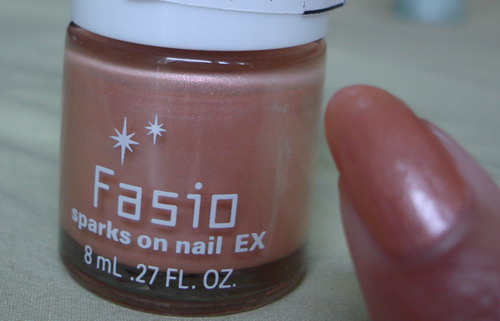 Fasio
sparks on nail EX
8 mL .27 FL. OZ.